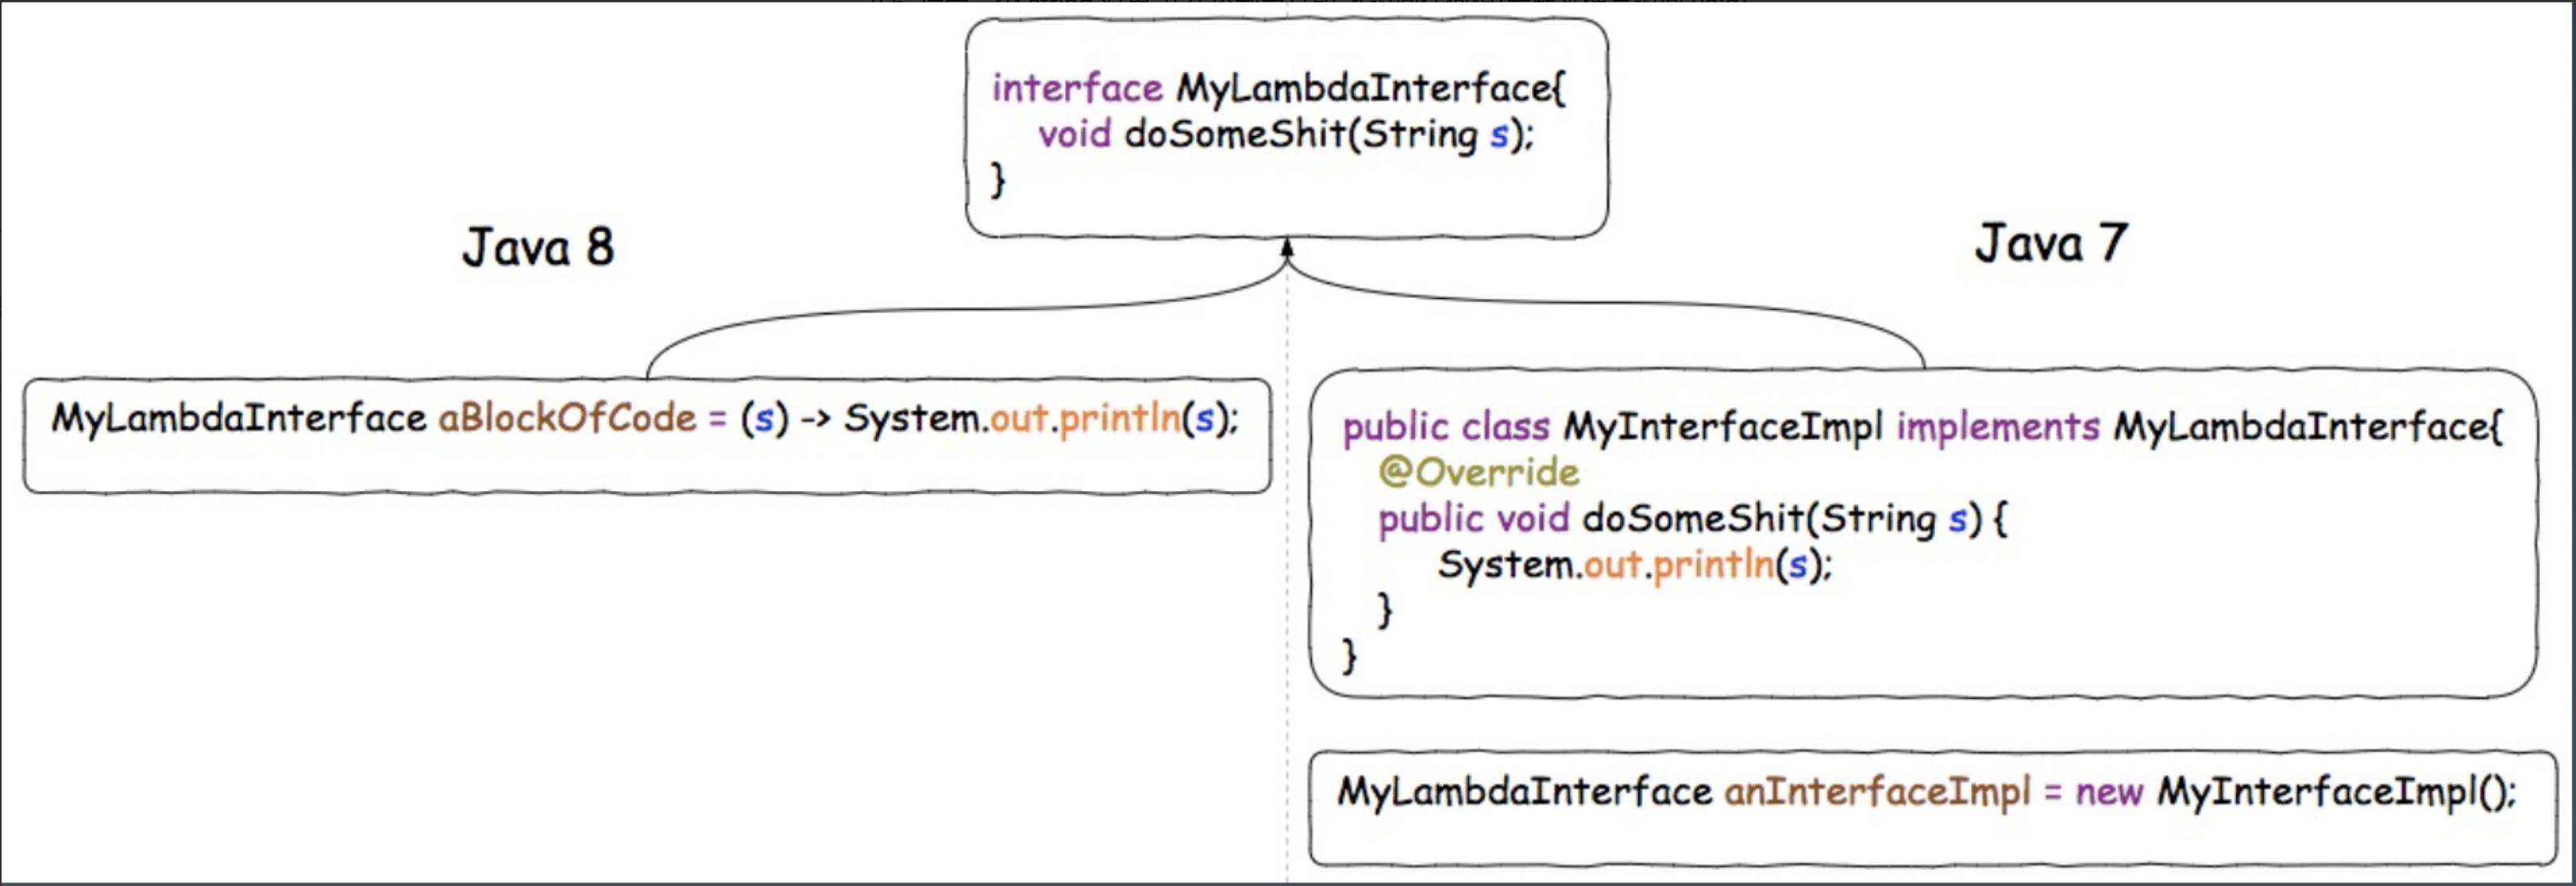 interface MyLambdaInterface{
void doSomeShit(String s);
}
Java 8
Java 7
MyLambdaInterface aBlockOfCode = (s) -> System.out.println(s);
public class MyInterfaceImpl implements MyLambdaInterface{
@Override
public void doSomeShit(String s) {
System.out.println(s);
}
}
MyLambdaInterface anInterfaceImpl = new MyInterfaceImpl();